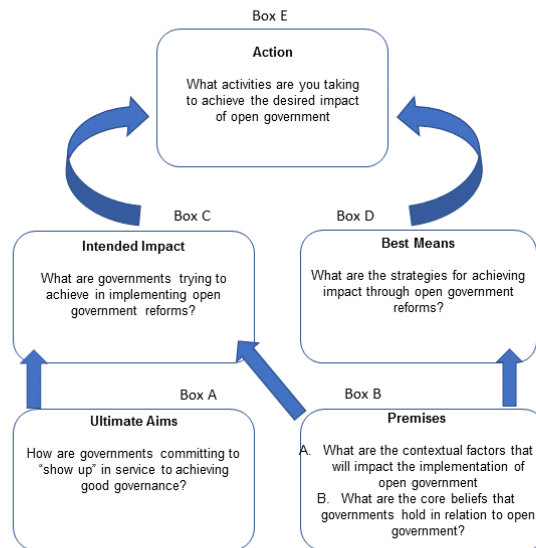 Box E
Action
What activities are you taking
to achieve the desired impact
of open government
Box C
Intended Impact
What are governments trying to
achieve in implementing open
government reforms?
Box D
Best Means
What are the strategies for achieving
impact through open government
reforms?
Box A
Ultimate Aims
How are governments committing to
“show up” in service to achieving
good governance?
Box B
Premises
A. What are the contextual factors that
will impact the implementation of
open government
B. What are the core beliefs that
governments hold in relation to open
government?